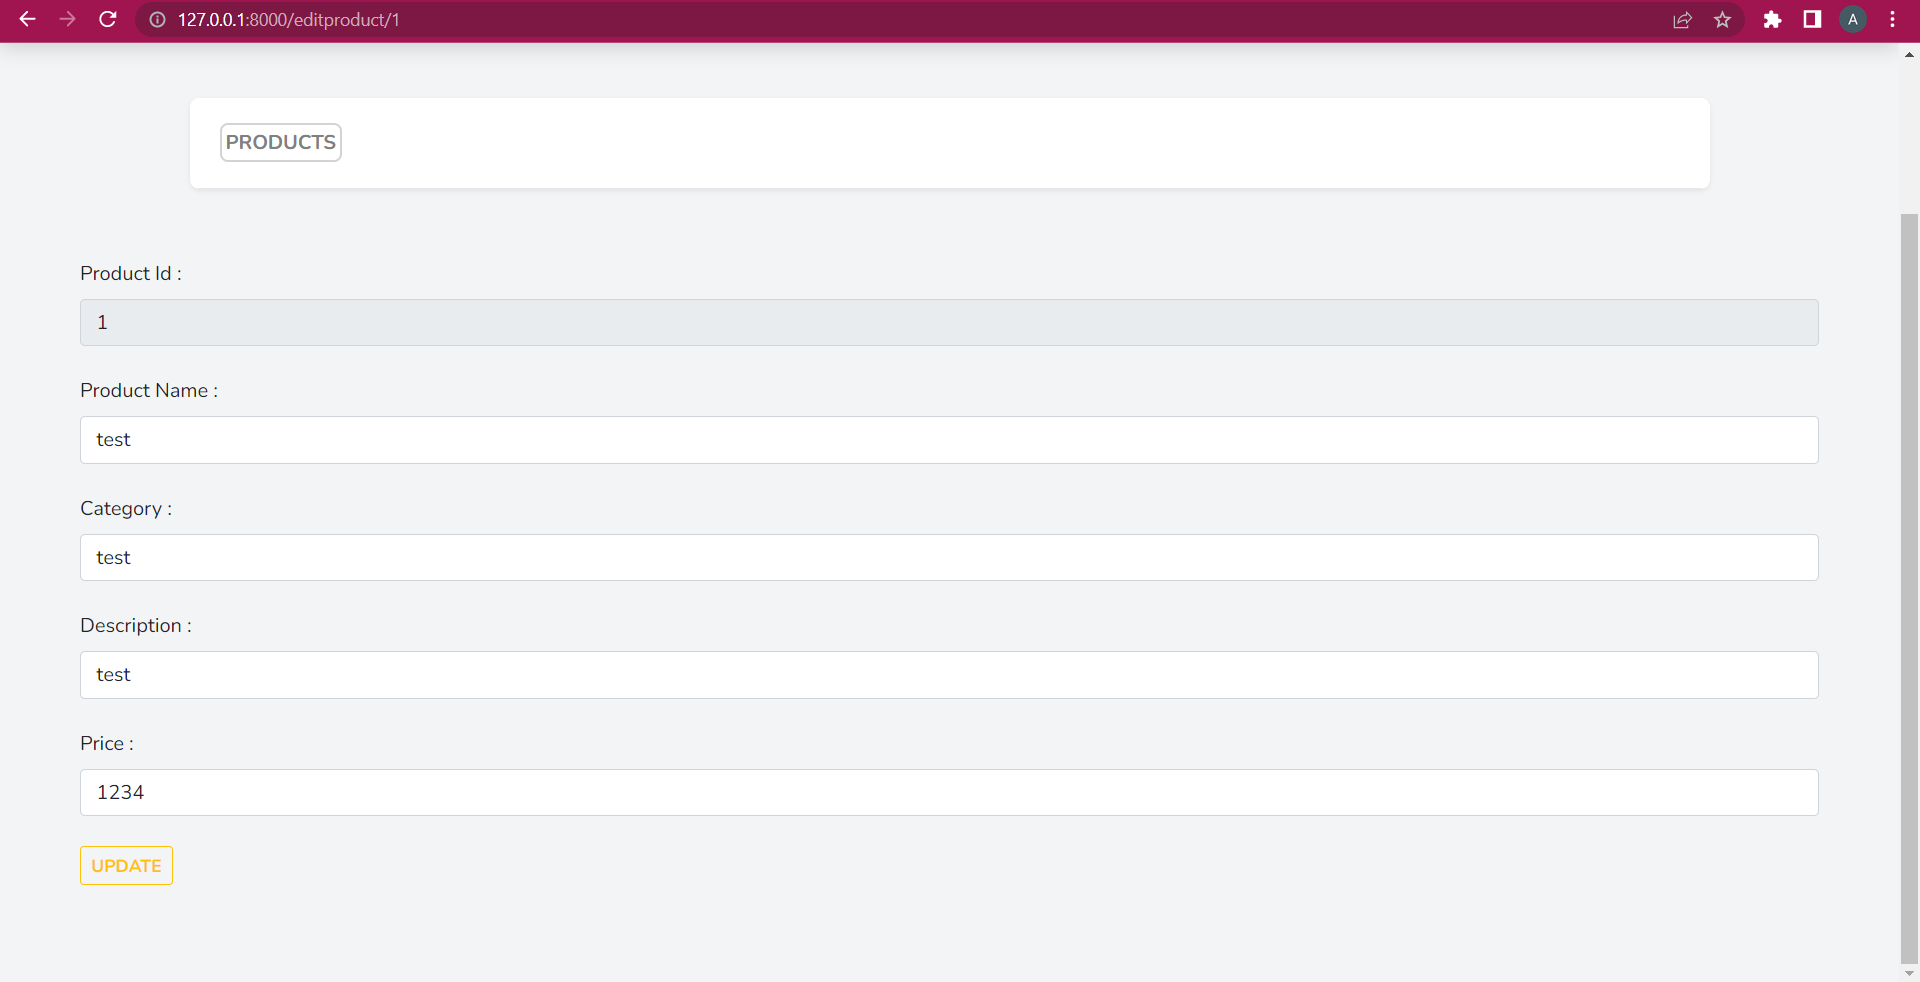 127.0.0.1:8000/editproduct/1
A
PRODUCTS
Product Id :
1
Product Name :
test
Category :
test
Description :
test
Price :
1234
UPDATE